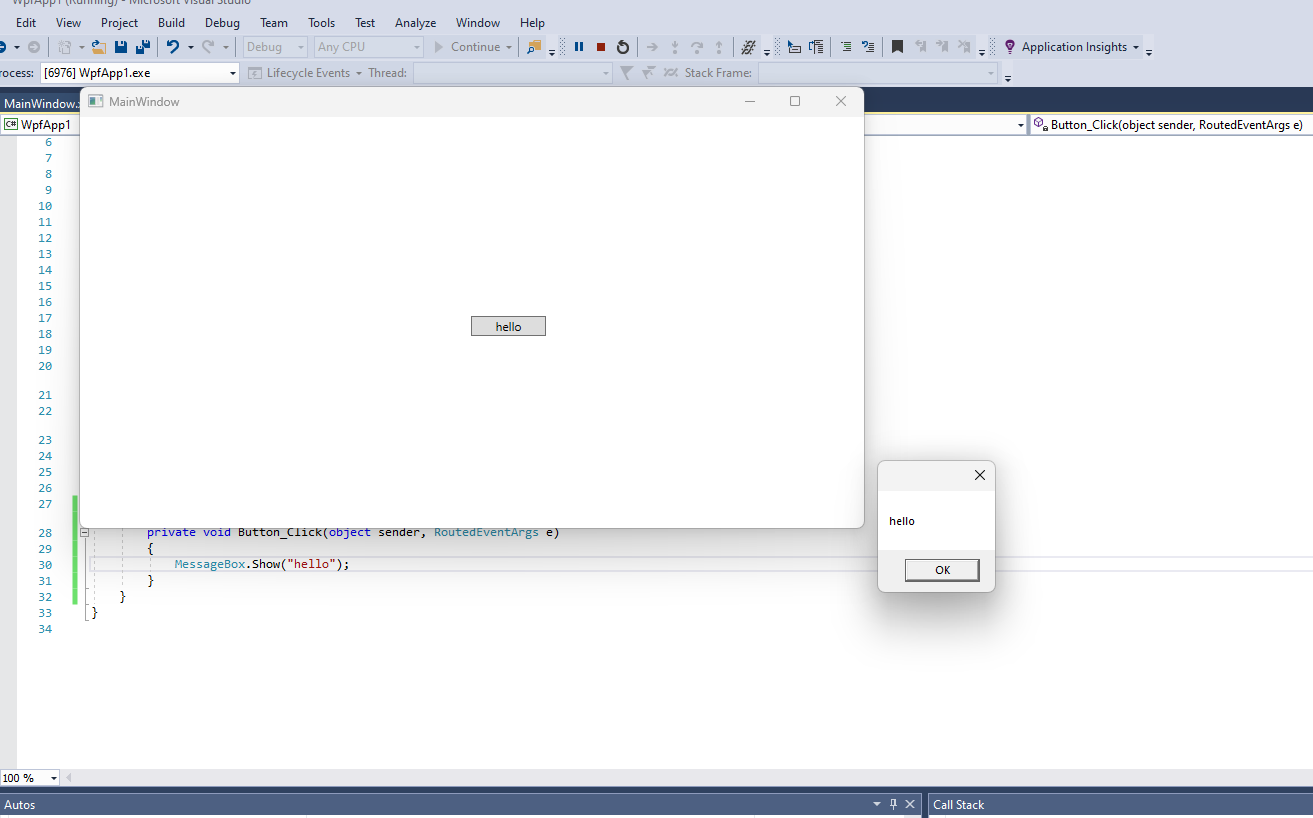 WpfApp1 (Running) - Microsoft Visual Studio
Edit View Project Build Debug Team Tools Test Analyze Window Help
Debug Any CPU Continue Application Insights
rocess: [6976] WpfApp1.exe Lifecycle Events Thread: Stack Frame:
MainWindow.x
MainWindow
C# WpfApp1
Button_Click(object sender, RoutedEventArgs e)
6
7
8
9
10
11
12
13
14
15
16
17
18
19
20
21
22
23
24
25
26
27
hello
28 private void Button_Click(object sender, RoutedEventArgs e)
29 {
30 MessageBox.Show("hello");
31 }
32 }
33 }
34
hello
OK
100 %
Autos
Call Stack